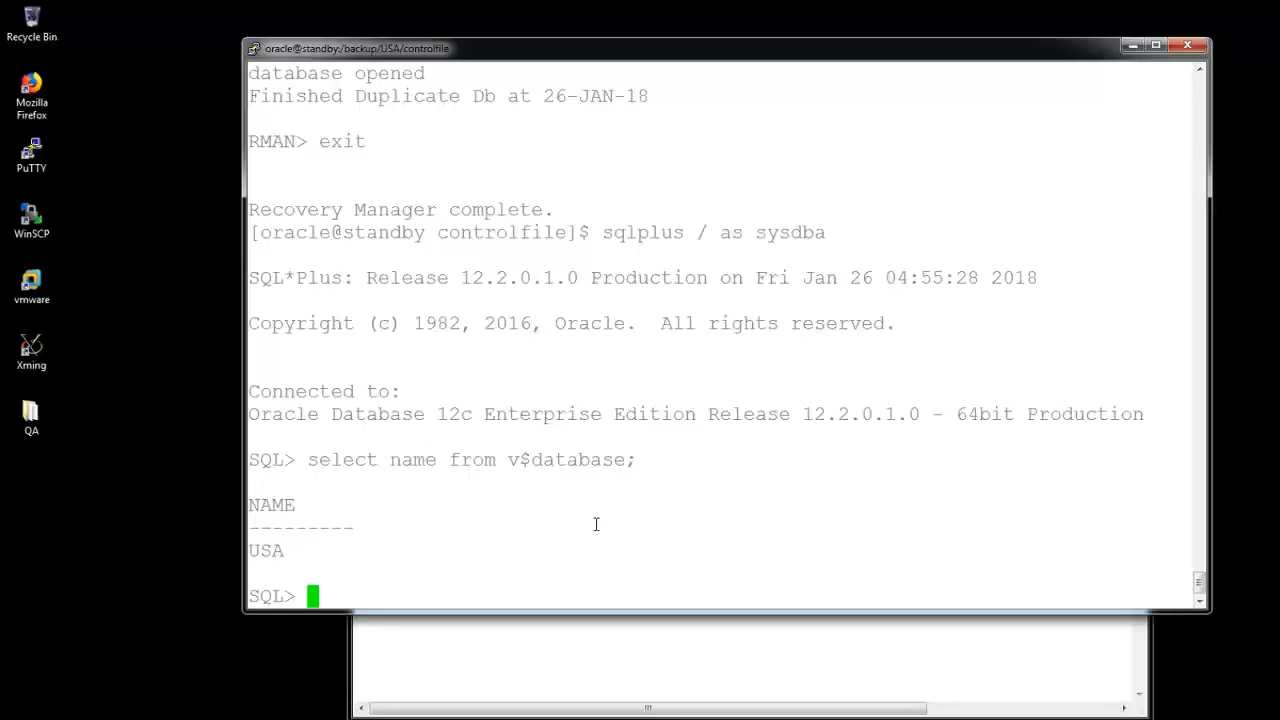 Recycle Bin
Mozilla
Firefox
PuTTY
WinSCP
vmware
Xming
QA
oracle@standby:/backup/USA/controlfile
database opened
Finished Duplicate Db at 26-JAN-18
RMAN> exit
Recovery Manager complete.
[oracle@standby controlfile]$ sqlplus / as sysdba
SQL*Plus: Release 12.2.0.1.0 Production on Fri Jan 26 04:55:28 2018
Copyright (c) 1982, 2016, Oracle.  All rights reserved.
Connected to:
Oracle Database 12c Enterprise Edition Release 12.2.0.1.0 - 64bit Production
SQL> select name from v$database;
NAME
---------
USA
SQL>